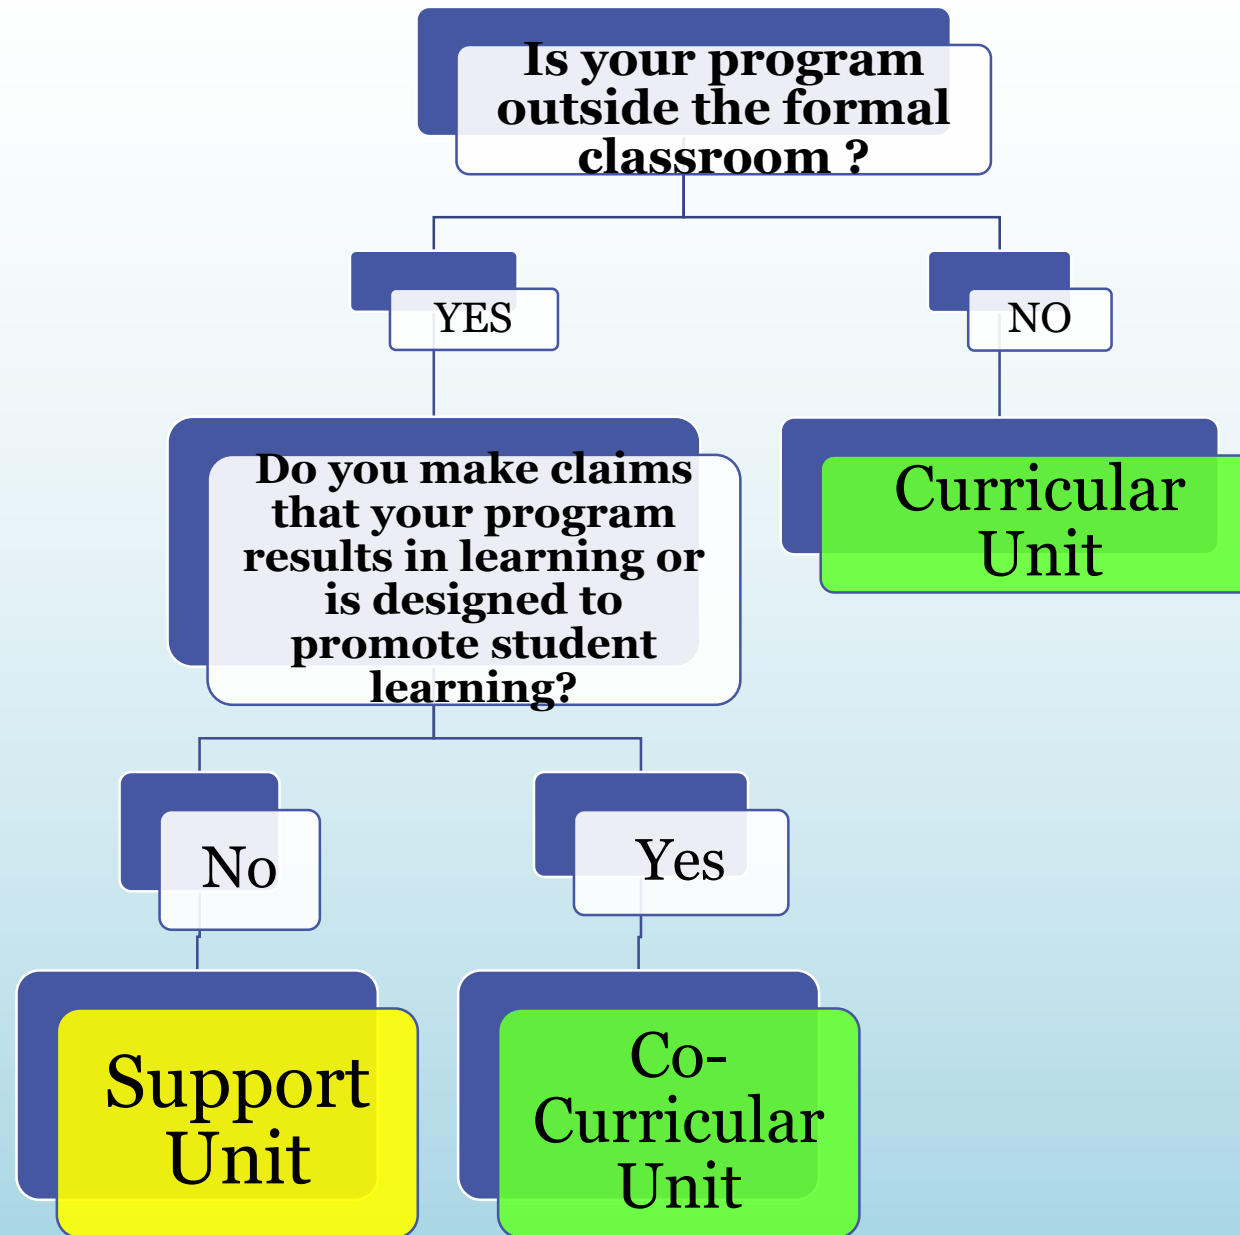 Is your program
outside the formal
classroom ?
YES
NO
Do you make claims
that your program
results in learning or
is designed to
promote student
learning?
Curricular
Unit
No
Yes
Support
Unit
Co-
Curricular
Unit